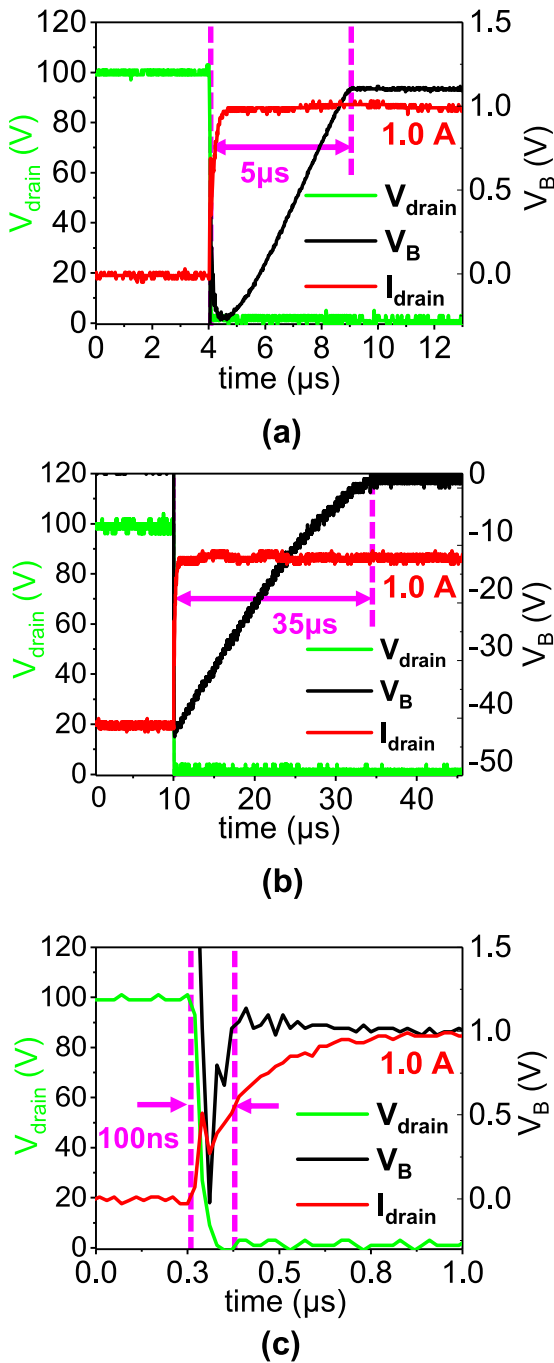 120
100
80
60
40
20
0
V_drain (V)
1.5
1.0
0.5
0.0
V_B (V)
1.0 A
5µs
V_drain
V_B
I_drain
0 2 4 6 8 10 12
time (µs)
(a)
120
100
80
60
40
20
0
V_drain (V)
0
-10
-20
-30
-40
-50
V_B (V)
1.0 A
35µs
V_drain
V_B
I_drain
0 10 20 30 40
time (µs)
(b)
120
100
80
60
40
20
0
V_drain (V)
1.5
1.0
0.5
0.0
V_B (V)
1.0 A
100ns
V_drain
V_B
I_drain
0.0 0.3 0.5 0.8 1.0
time (µs)
(c)